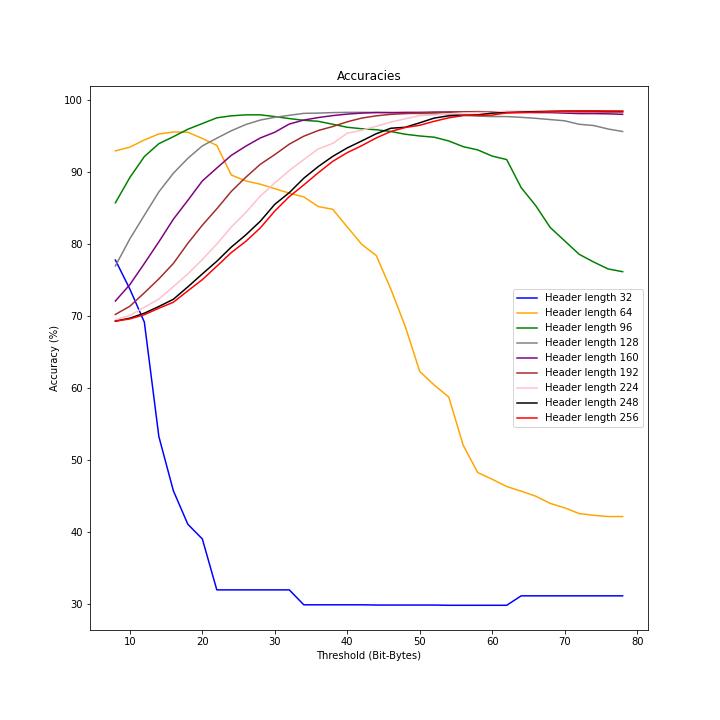 Accuracies
100
90
80
70
60
50
40
30
Accuracy (%)
Header length 32
Header length 64
Header length 96
Header length 128
Header length 160
Header length 192
Header length 224
Header length 248
Header length 256
10 20 30 40 50 60 70 80
Threshold (Bit-Bytes)